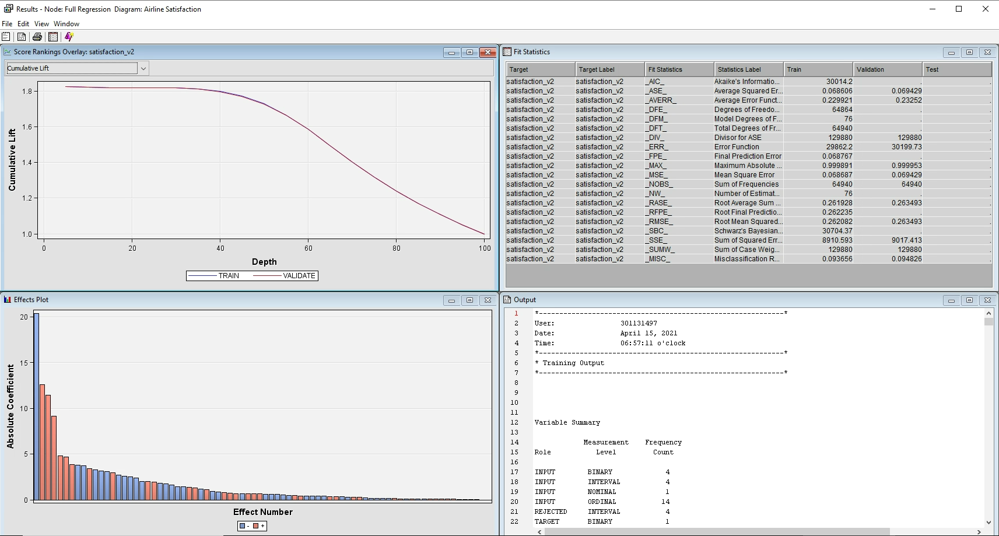 Results - Node: Full Regression  Diagram: Airline Satisfaction
File Edit View Window
Score Rankings Overlay: satisfaction_v2
Cumulative Lift
1.8
1.6
1.4
1.2
1.0
Cumulative Lift
0 20 40 60 80 100
Depth
TRAIN VALIDATE
Fit Statistics
Target Target Label Fit Statistics Statistics Label Train Validation Test
satisfaction_v2 satisfaction_v2 _AIC_ Akaike's Informatio... 30014.2 . .
satisfaction_v2 satisfaction_v2 _ASE_ Average Squared Er... 0.068606 0.069429 .
satisfaction_v2 satisfaction_v2 _AVERR_ Average Error Funct... 0.229921 0.23252 .
satisfaction_v2 satisfaction_v2 _DFE_ Degrees of Freedo... 64864 . .
satisfaction_v2 satisfaction_v2 _DFM_ Model Degrees of F... 76 . .
satisfaction_v2 satisfaction_v2 _DFT_ Total Degrees of Fr... 64940 . .
satisfaction_v2 satisfaction_v2 _DIV_ Divisor for ASE 129880 129880 .
satisfaction_v2 satisfaction_v2 _ERR_ Error Function 29862.2 30199.73 .
satisfaction_v2 satisfaction_v2 _FPE_ Final Prediction Error 0.068767 . .
satisfaction_v2 satisfaction_v2 _MAX_ Maximum Absolute ... 0.999891 0.999953 .
satisfaction_v2 satisfaction_v2 _MSE_ Mean Square Error 0.068687 0.069429 .
satisfaction_v2 satisfaction_v2 _NOBS_ Sum of Frequencies 64940 64940 .
satisfaction_v2 satisfaction_v2 _NW_ Number of Estimat... 76 . .
satisfaction_v2 satisfaction_v2 _RASE_ Root Average Sum ... 0.261928 0.263493 .
satisfaction_v2 satisfaction_v2 _RFPE_ Root Final Predictio... 0.262235 . .
satisfaction_v2 satisfaction_v2 _RMSE_ Root Mean Squared... 0.262082 0.263493 .
satisfaction_v2 satisfaction_v2 _SBC_ Schwarz's Bayesian... 30704.37 . .
satisfaction_v2 satisfaction_v2 _SSE_ Sum of Squared Err... 8910.593 9017.413 .
satisfaction_v2 satisfaction_v2 _SUMW_ Sum of Case Weig... 129880 129880 .
satisfaction_v2 satisfaction_v2 _MISC_ Misclassification R... 0.093656 0.094826 .
Effects Plot
20
15
10
5
0
Absolute Coefficient
Effect Number
- +
Output
1 *------------------------------------------------------------*
2 User: 301131497
3 Date: April 15, 2021
4 Time: 06:57:11 o'clock
5 *------------------------------------------------------------*
6 * Training Output
7 *------------------------------------------------------------*
8
9
10
11
12 Variable Summary
13
14 Measurement Frequency
15 Role Level Count
16
17 INPUT BINARY 4
18 INPUT INTERVAL 4
19 INPUT NOMINAL 1
20 INPUT ORDINAL 14
21 REJECTED INTERVAL 4
22 TARGET BINARY 1